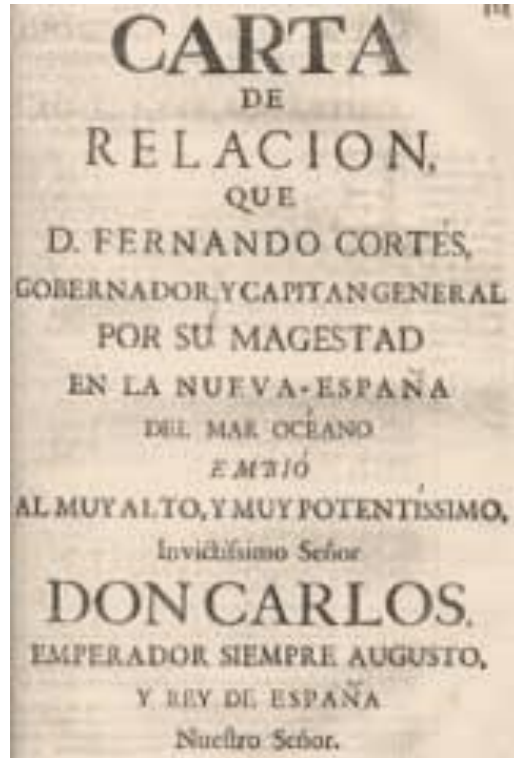 CARTA
DE
RELACION,
QUE
D. FERNANDO CORTÉS,
GOBERNADOR, Y CAPITAN GENERAL
POR SU MAGESTAD
EN LA NUEVA-ESPAÑA
DEL MAR OCÉANO
EMBIÓ
AL MUY ALTO, Y MUY POTENTÍSSIMO,
Invictissimo Señor
DON CARLOS,
EMPERADOR SIEMPRE AUGUSTO,
Y REY DE ESPAÑA
Nuestro Señor.